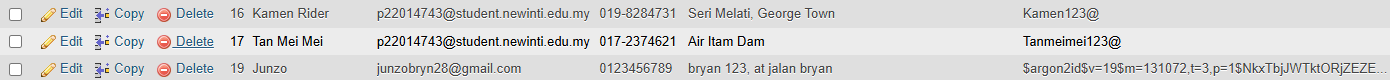 Edit Copy Delete 16 Kamen Rider p22014743@student.newinti.edu.my 019-8284731 Seri Melati, George Town Kamen123@
Edit Copy Delete 17 Tan Mei Mei p22014743@student.newinti.edu.my 017-2374621 Air Itam Dam Tanmeimei123@
Edit Copy Delete 19 Junzo junzobryn28@gmail.com 0123456789 bryan 123, at jalan bryan $argon2id$v=19$m=131072,t=3,p=1$NkxTbjJWTktORjZEZE...